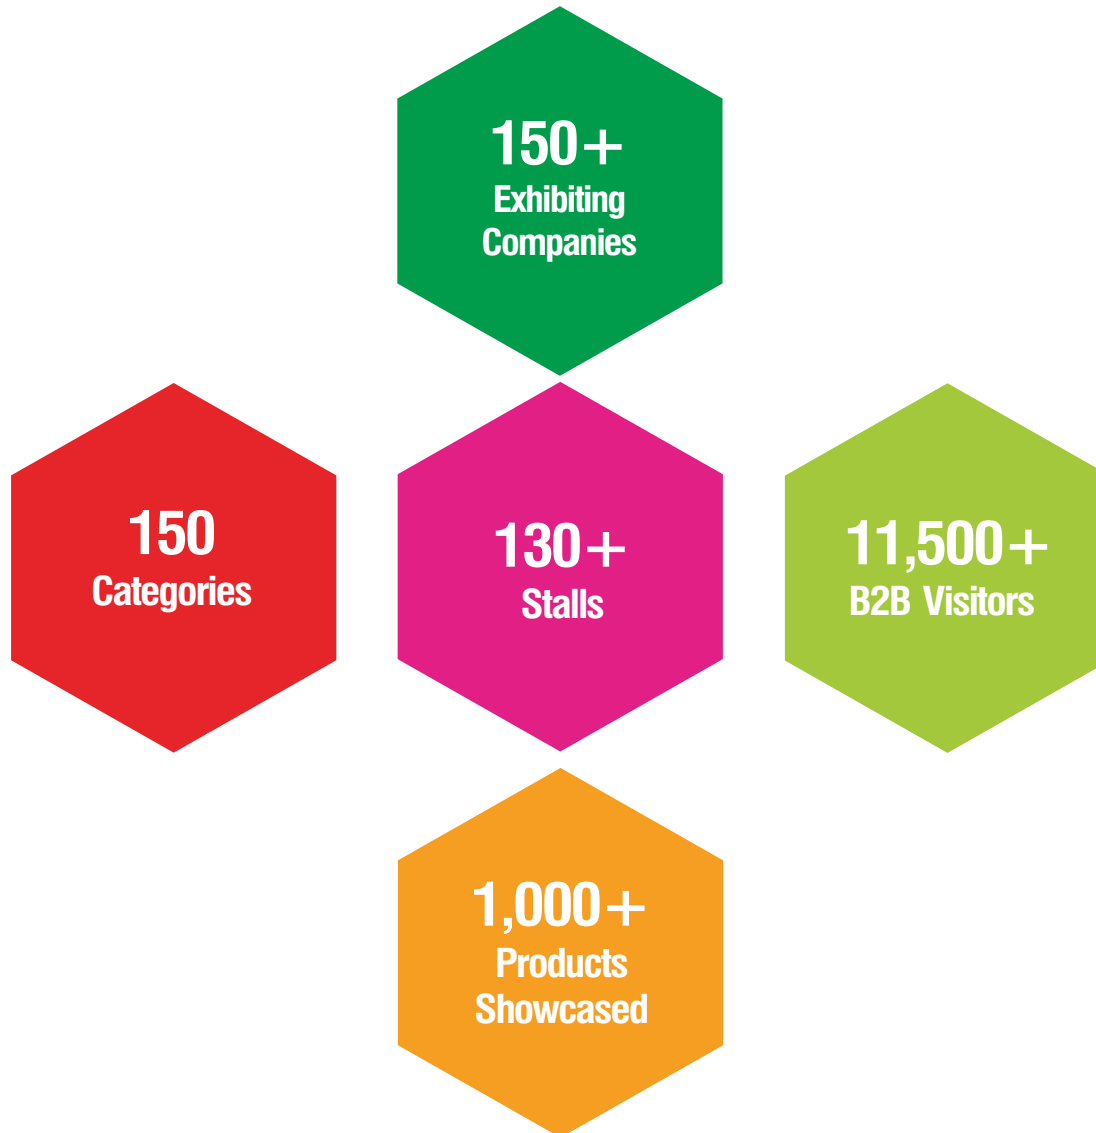 150+
Exhibiting
Companies
150
Categories
130+
Stalls
11,500+
B2B Visitors
1,000+
Products
Showcased